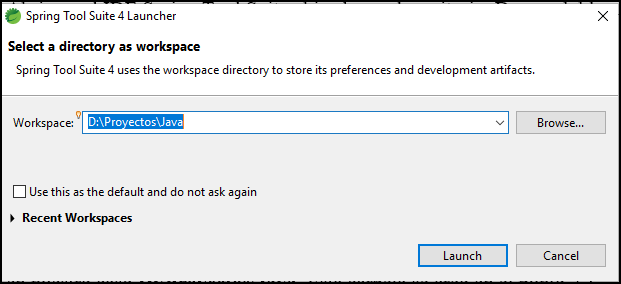 Spring Tool Suite 4 Launcher
Select a directory as workspace
Spring Tool Suite 4 uses the workspace directory to store its preferences and development artifacts.
Workspace: D:\Proyectos\Java Browse...
Use this as the default and do not ask again
Recent Workspaces
Launch Cancel